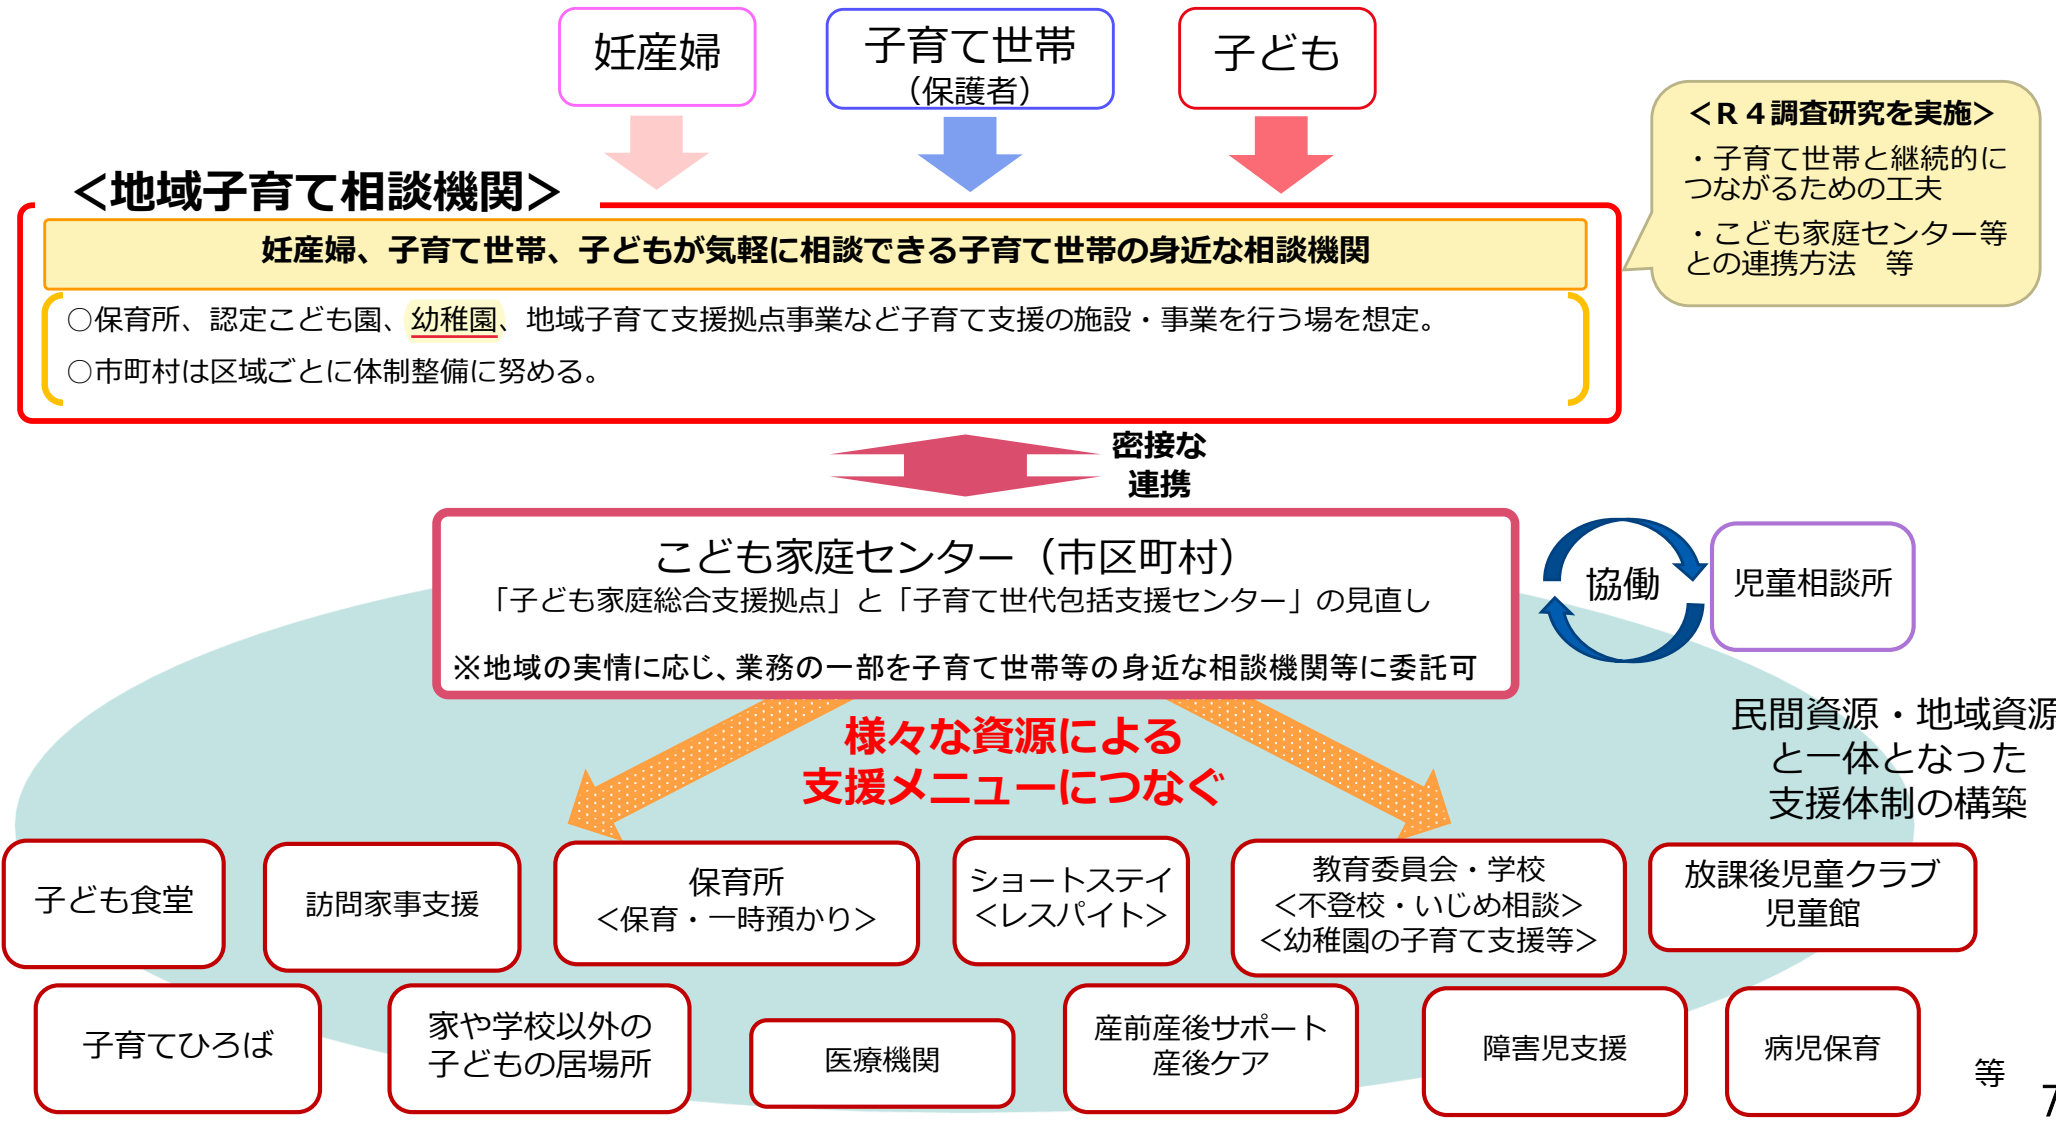 妊産婦
子育て世帯
（保護者）
子ども
＜Ｒ４調査研究を実施＞
・子育て世帯と継続的に
つながるための工夫
・こども家庭センター等
との連携方法　等
＜地域子育て相談機関＞
妊産婦、子育て世帯、子どもが気軽に相談できる子育て世帯の身近な相談機関
○保育所、認定こども園、幼稚園、地域子育て支援拠点事業など子育て支援の施設・事業を行う場を想定。
○市町村は区域ごとに体制整備に努める。
密接な
連携
こども家庭センター（市区町村）
「子ども家庭総合支援拠点」と「子育て世代包括支援センター」の見直し
※地域の実情に応じ、業務の一部を子育て世帯等の身近な相談機関等に委託可
協働
児童相談所
様々な資源による
支援メニューにつなぐ
民間資源・地域資源
と一体となった
支援体制の構築
子ども食堂
訪問家事支援
保育所
＜保育・一時預かり＞
ショートステイ
＜レスパイト＞
教育委員会・学校
＜不登校・いじめ相談＞
＜幼稚園の子育て支援等＞
放課後児童クラブ
児童館
子育てひろば
家や学校以外の
子どもの居場所
医療機関
産前産後サポート
産後ケア
障害児支援
病児保育
等
7